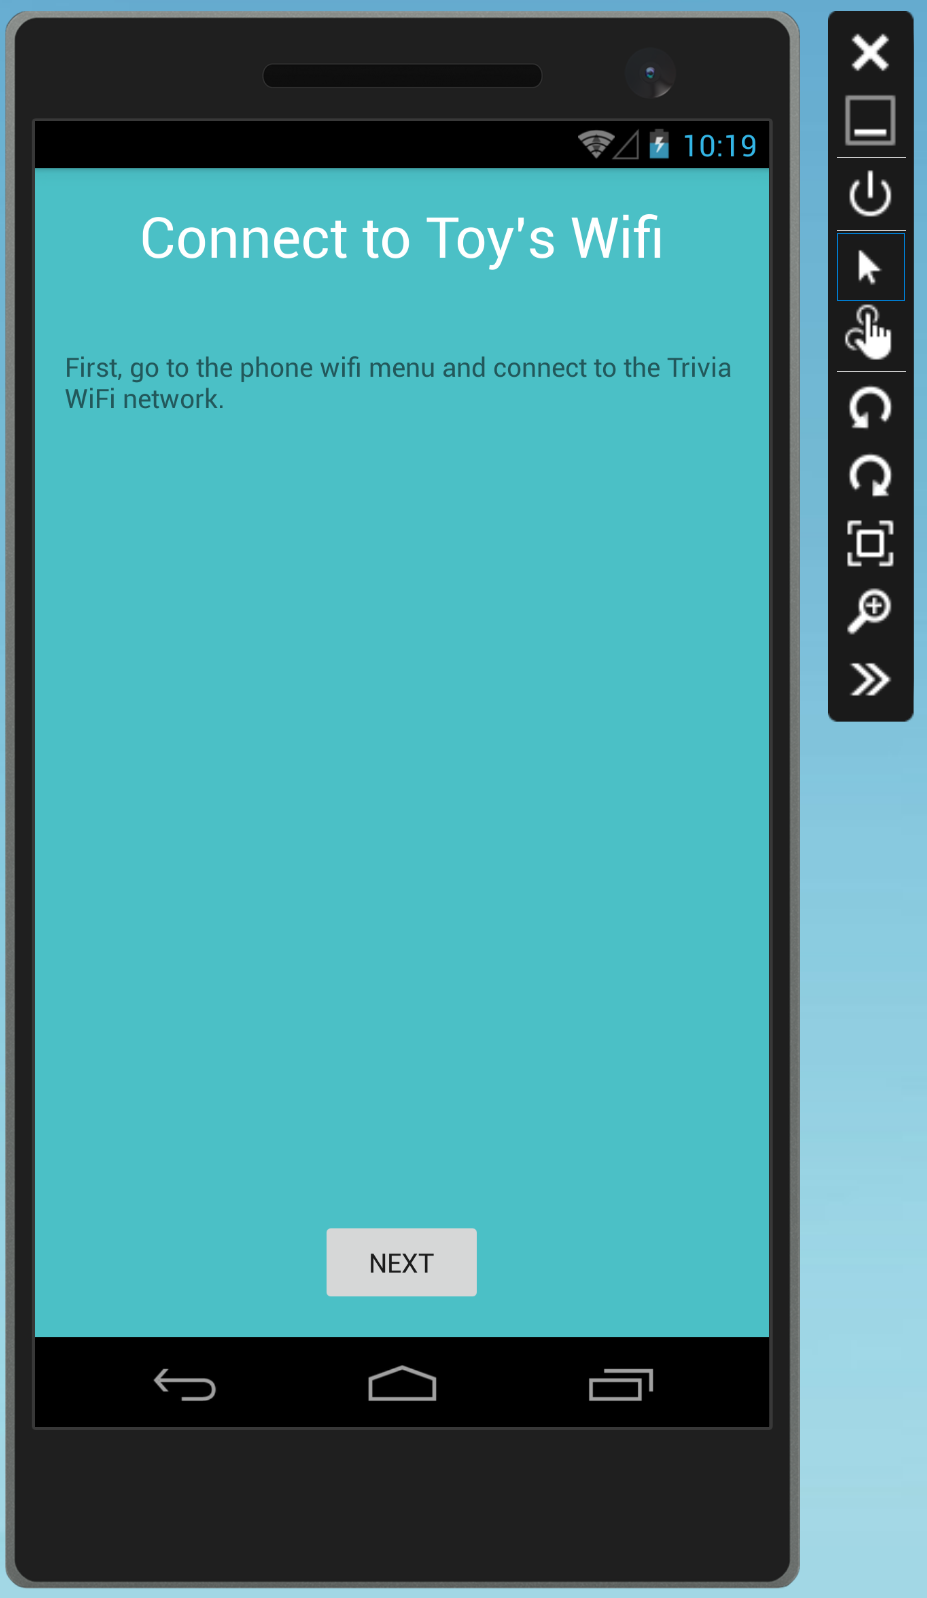 10:19
Connect to Toy's Wifi
First, go to the phone wifi menu and connect to the Trivia
WiFi network.
NEXT